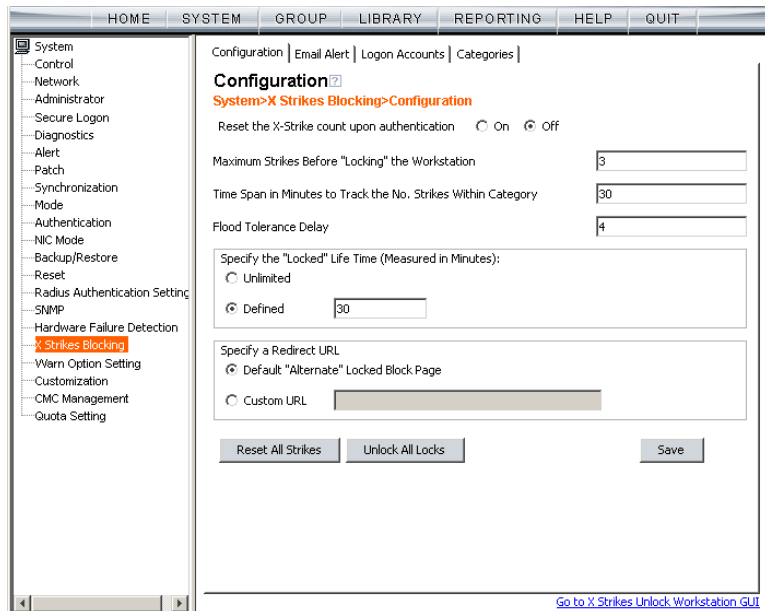 HOME SYSTEM GROUP LIBRARY REPORTING HELP QUIT
System
Control
Network
Administrator
Secure Logon
Diagnostics
Alert
Patch
Synchronization
Mode
Authentication
NIC Mode
Backup/Restore
Reset
Radius Authentication Setting
SNMP
Hardware Failure Detection
X Strikes Blocking
Warn Option Setting
Customization
CMC Management
Quota Setting
Configuration Email Alert Logon Accounts Categories
Configuration ?
System>X Strikes Blocking>Configuration
Reset the X-Strike count upon authentication On Off
Maximum Strikes Before "Locking" the Workstation 3
Time Span in Minutes to Track the No. Strikes Within Category 30
Flood Tolerance Delay 4
Specify the "Locked" Life Time (Measured in Minutes):
Unlimited
Defined 30
Specify a Redirect URL
Default "Alternate" Locked Block Page
Custom URL
Reset All Strikes Unlock All Locks Save
Go to X Strikes Unlock Workstation GUI